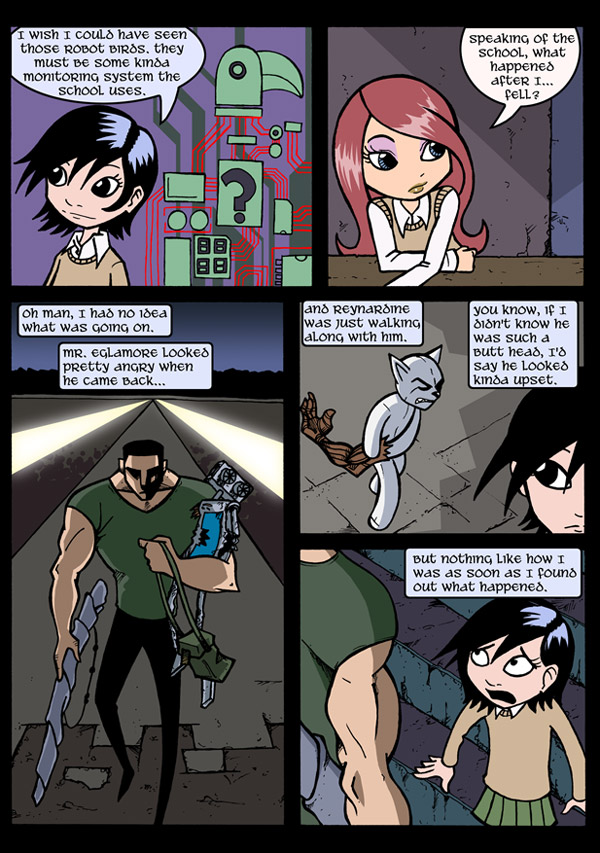 I wish I could have seen
those robot birds. they
must be some kinda
monitoring system the
school uses.
?
speaking of the
school, what
happened
after I...
fell?
oh man, I had no idea
what was going on.
mr. eglamore looked
pretty angry when
he came back...
and reynardine
was just walking
along with him.
you know, if I
didn't know he
was such a
butt head, I'd
say he looked
kinda upset.
but nothing like how I
was as soon as I found
out what happened.